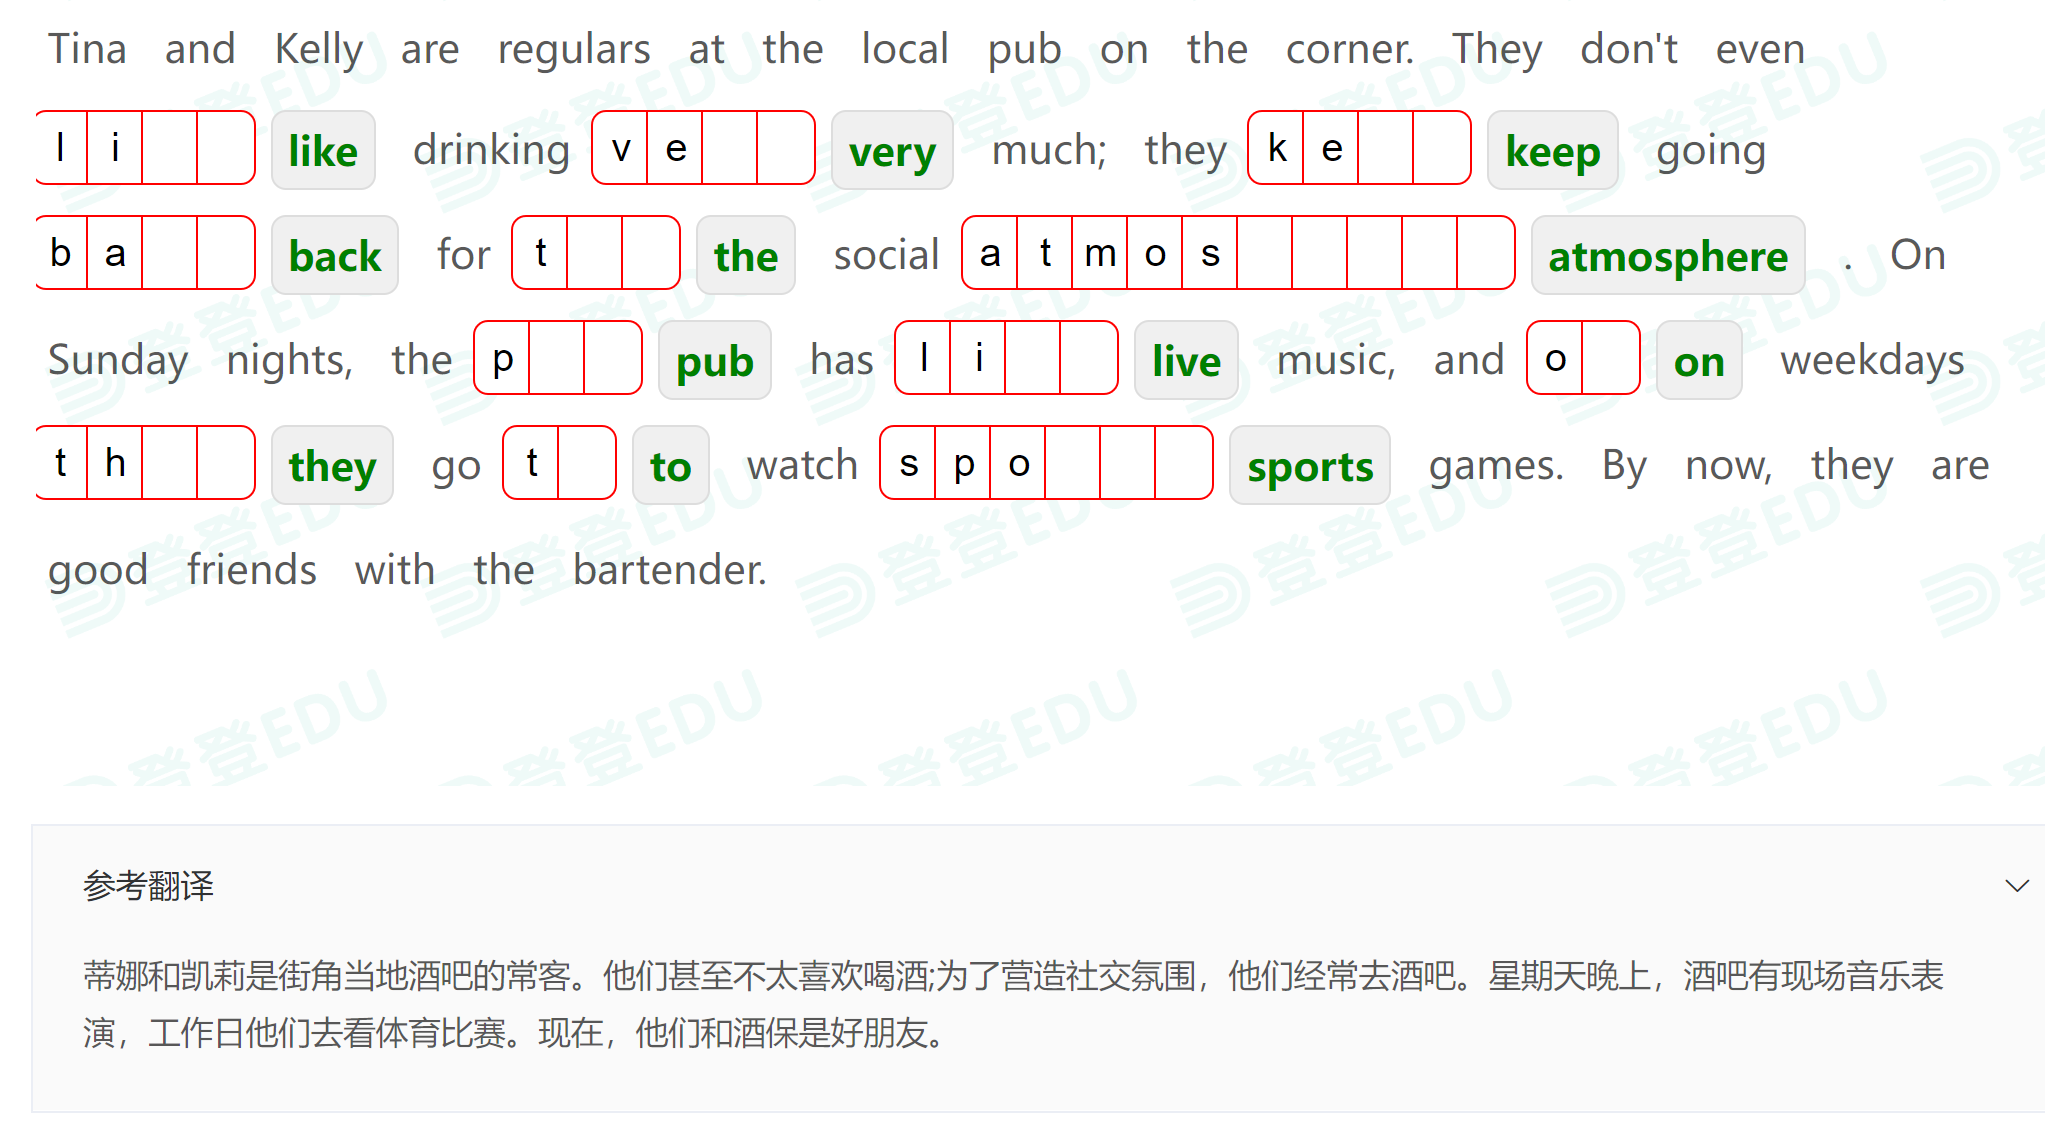 Tina and Kelly are regulars at the local pub on the corner. They don't even
l i like drinking v e very much; they k e keep going
b a back for t the social a t m o s atmosphere . On
Sunday nights, the p pub has l i live music, and o on weekdays
t h they go t to watch s p o sports games. By now, they are
good friends with the bartender.
参考翻译
蒂娜和凯莉是街角当地酒吧的常客。他们甚至不太喜欢喝酒;为了营造社交氛围，他们经常去酒吧。星期天晚上，酒吧有现场音乐表
演，工作日他们去看体育比赛。现在，他们和酒保是好朋友。